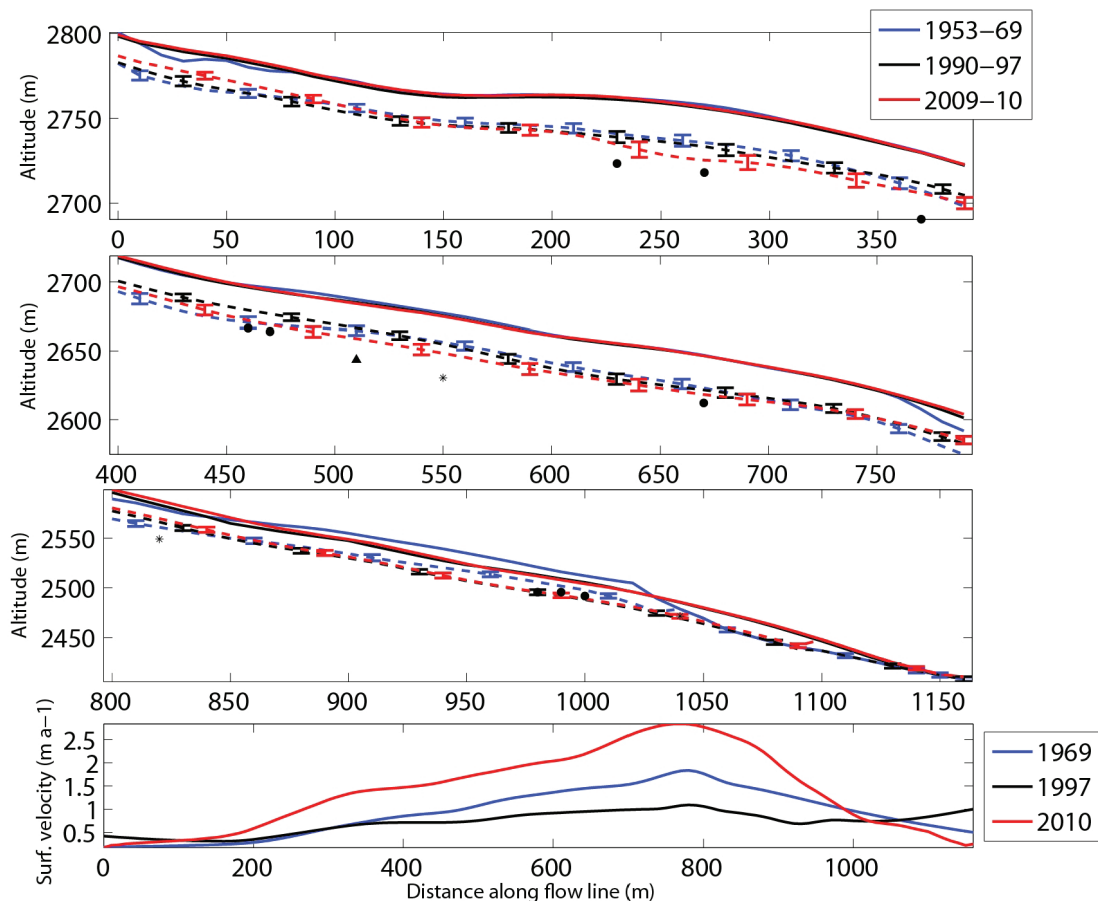 2800
2750
2700
Altitude (m)
0 50 100 150 200 250 300 350
1953–69
1990–97
2009–10
2700
2650
2600
Altitude (m)
400 450 500 550 600 650 700 750
2550
2500
2450
Altitude (m)
800 850 900 950 1000 1050 1100 1150
2.5
2
1.5
1
0.5
Surf. velocity (m a−1)
0 200 400 600 800 1000
Distance along flow line (m)
1969
1997
2010